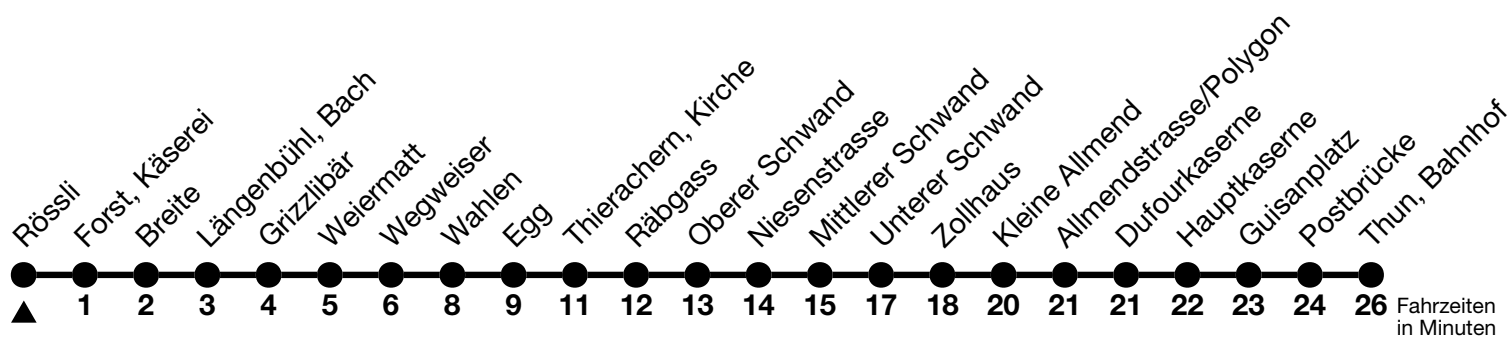 Rössli
Forst, Käserei
Breite
Längenbühl, Bach
Grizzlibär
Weiermatt
Wegweiser
Wahlen
Egg
Thierachern, Kirche
Räbgass
Oberer Schwand
Niesenstrasse
Mittlerer Schwand
Unterer Schwand
Zollhaus
Kleine Allmend
Allmendstrasse/Polygon
Dufourkaserne
Hauptkaserne
Guisanplatz
Postbrücke
Thun, Bahnhof
1 2 3 4 5 6 8 9 11 12 13 14 15 17 18 20 21 21 22 23 24 26 Fahrzeiten
in Minuten